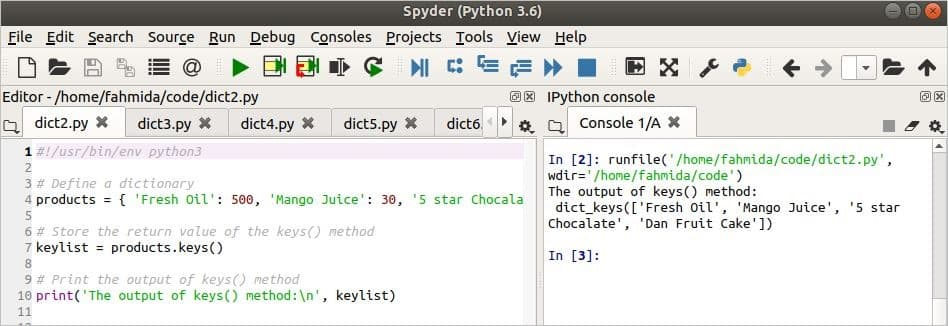 Spyder (Python 3.6)
File Edit Search Source Run Debug Consoles Projects Tools View Help
Editor - /home/fahmida/code/dict2.py
dict2.py dict3.py dict4.py dict5.py dict6.
1 #!/usr/bin/env python3
2
3 # Define a dictionary
4 products = { 'Fresh Oil': 500, 'Mango Juice': 30, '5 star Chocala
5
6 # Store the return value of the keys() method
7 keylist = products.keys()
8
9 # Print the output of keys() method
10 print('The output of keys() method:\n', keylist)
11
IPython console
Console 1/A
In [2]: runfile('/home/fahmida/code/dict2.py',
wdir='/home/fahmida/code')
The output of keys() method:
dict_keys(['Fresh Oil', 'Mango Juice', '5 star
Chocalate', 'Dan Fruit Cake'])
In [3]: